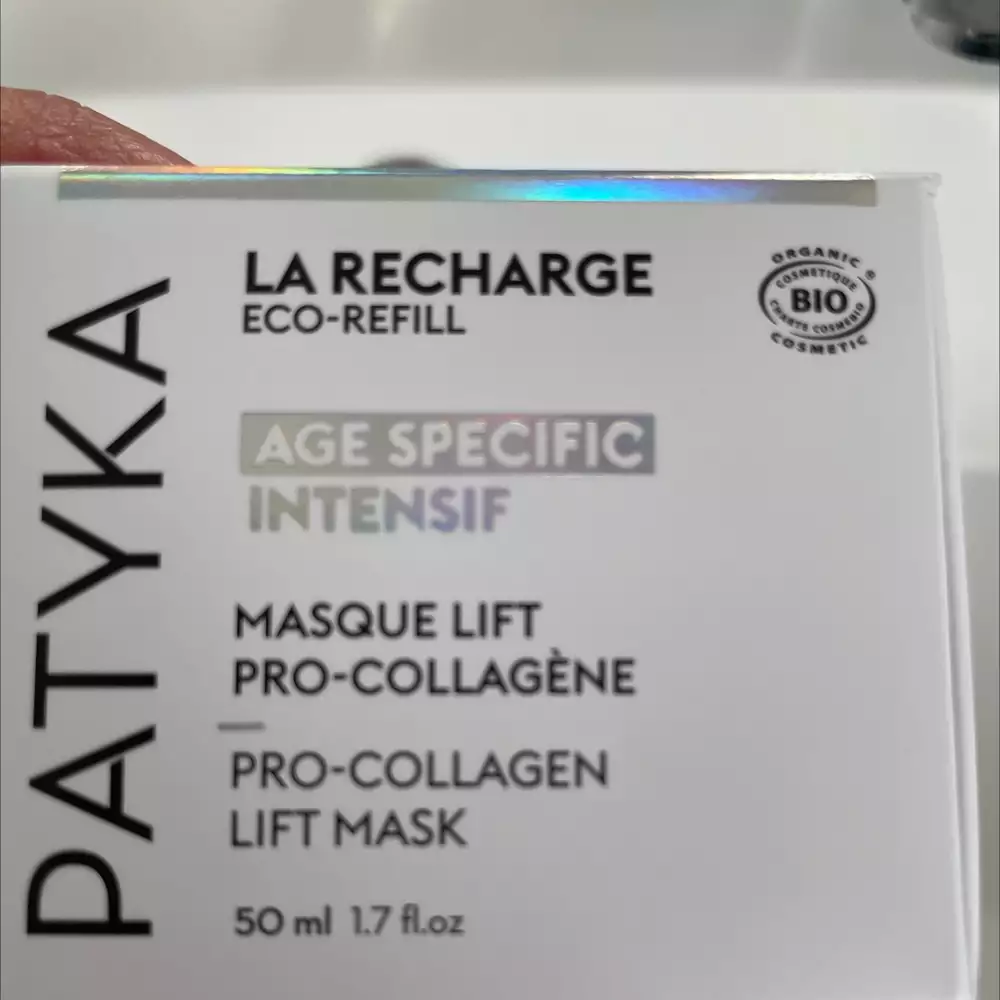 PATYKA
LA RECHARGE
ECO-REFILL
ORGANIC ®
COSMETIQUE
BIO
CHARTE COSMEBIO
COSMETIC
AGE SPECIFIC
INTENSIF
MASQUE LIFT
PRO-COLLAGÈNE
PRO-COLLAGEN
LIFT MASK
50 ml 1.7 fl.oz